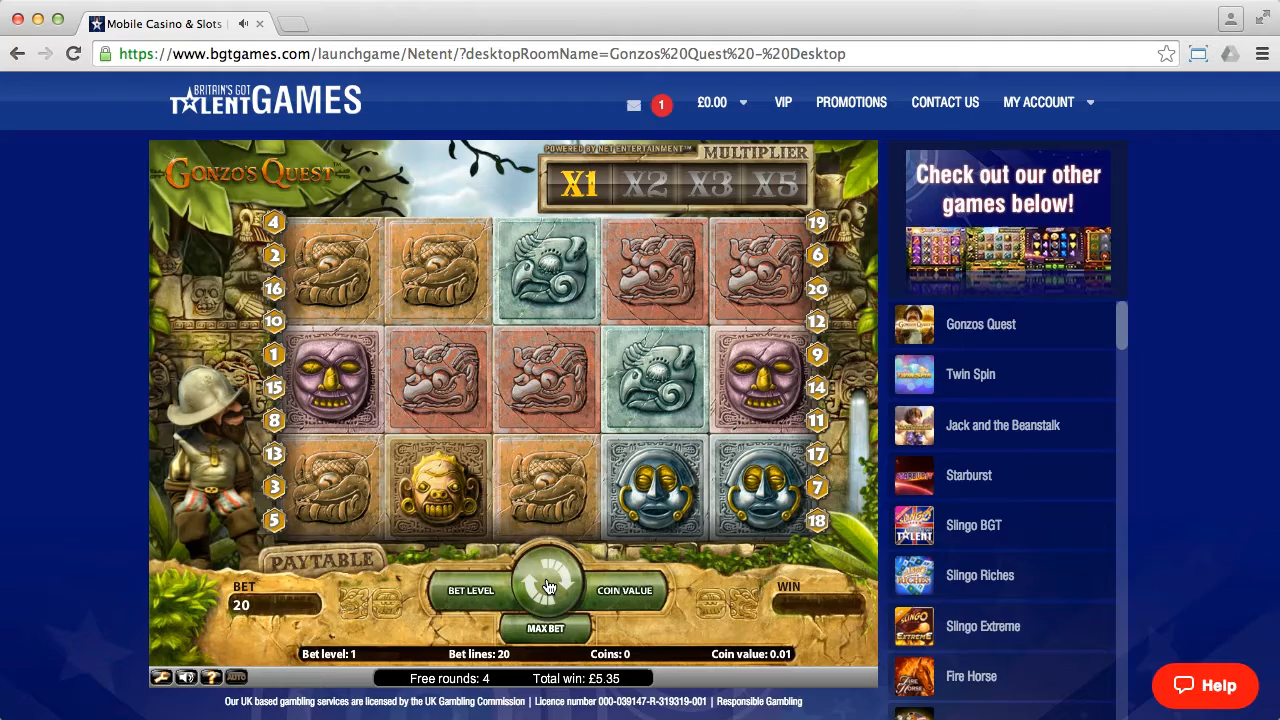 Mobile Casino & Slots
https://www.bgtgames.com/launchgame/Netent/?desktopRoomName=Gonzos%20Quest%20-%20Desktop
BRITAIN'S GOT
TALENT GAMES
1
£0.00
VIP
PROMOTIONS
CONTACT US
MY ACCOUNT
GONZO'S QUEST™
POWERED BY NET ENTERTAINMENT™
MULTIPLIER
X1 X2 X3 X5
4
2
16
10
1
15
8
13
3
5
19
6
20
12
9
14
11
17
7
18
PAYTABLE
BET
20
BET LEVEL
COIN VALUE
MAX BET
WIN
Bet level: 1
Bet lines: 20
Coins: 0
Coin value: 0.01
AUTO
Free rounds: 4
Total win: £5.35
Our UK based gambling services are licensed by the UK Gambling Commission | Licence number 000-039147-R-319319-001 | Responsible Gambling
Check out our other
games below!
Gonzos Quest
Twin Spin
Jack and the Beanstalk
Starburst
Slingo BGT
Slingo Riches
Slingo Extreme
Fire Horse
Help